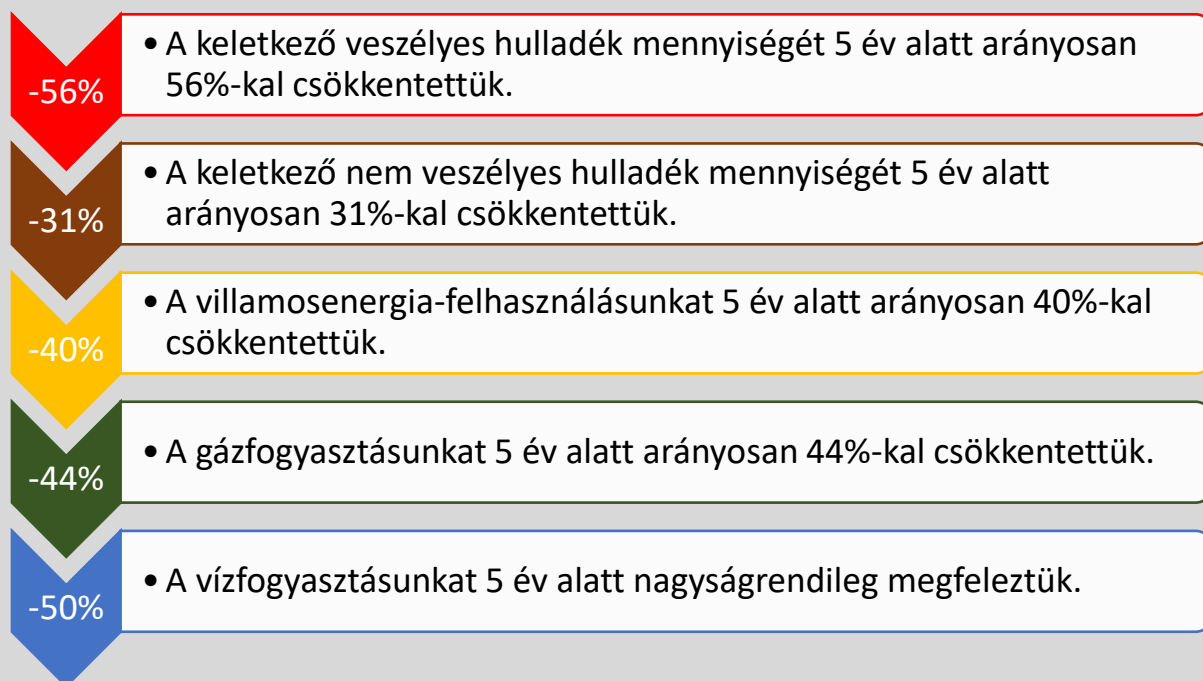 -56%
• A keletkező veszélyes hulladék mennyiségét 5 év alatt arányosan
56%-kal csökkentettük.
-31%
• A keletkező nem veszélyes hulladék mennyiségét 5 év alatt
arányosan 31%-kal csökkentettük.
-40%
• A villamosenergia-felhasználásunkat 5 év alatt arányosan 40%-kal
csökkentettük.
-44%
• A gázfogyasztásunkat 5 év alatt arányosan 44%-kal csökkentettük.
-50%
• A vízfogyasztásunkat 5 év alatt nagyságrendileg megfeleztük.